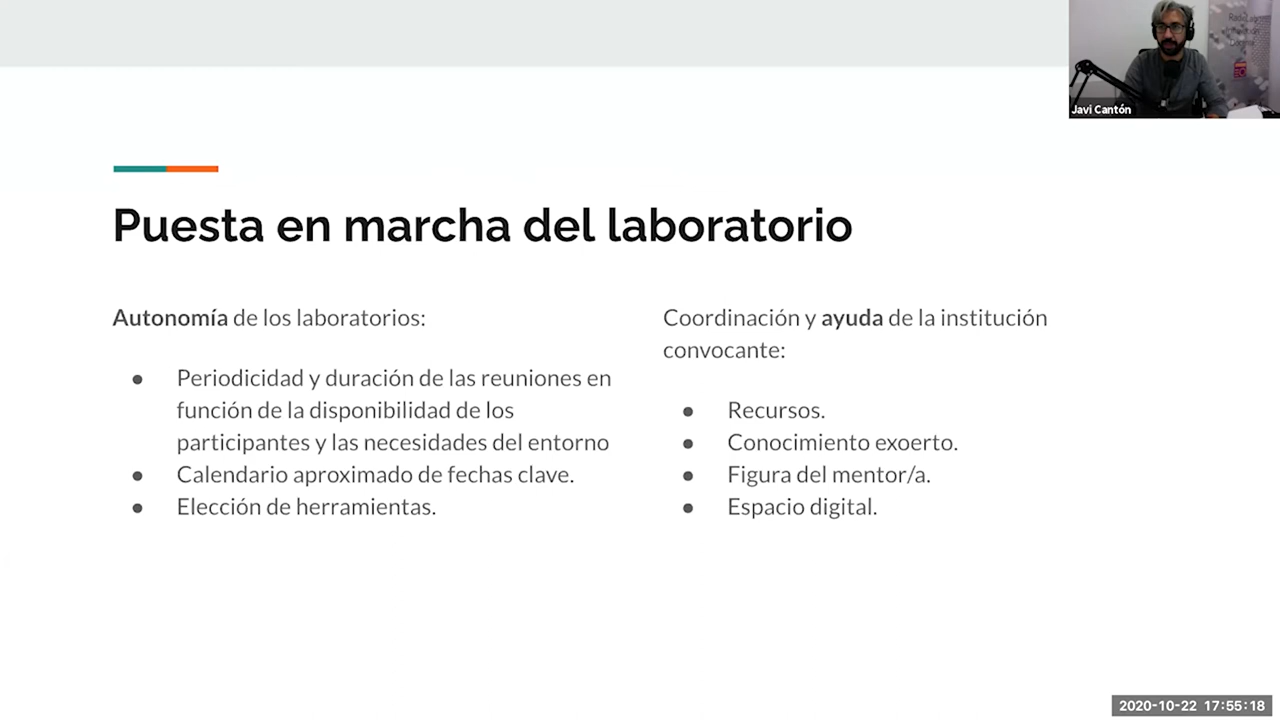 Javi Cantón
Puesta en marcha del laboratorio
Autonomía de los laboratorios:
● Periodicidad y duración de las reuniones en
función de la disponibilidad de los
participantes y las necesidades del entorno
● Calendario aproximado de fechas clave.
● Elección de herramientas.
Coordinación y ayuda de la institución
convocante:
● Recursos.
● Conocimiento exoerto.
● Figura del mentor/a.
● Espacio digital.
2020-10-22 17:55:18